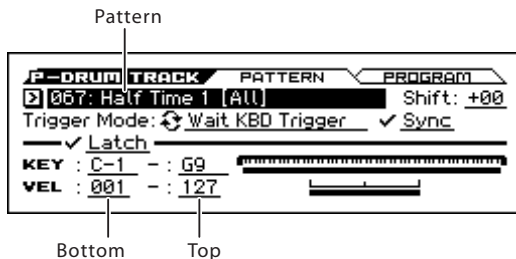 Pattern
P-DRUM TRACK PATTERN PROGRAM
067: Half Time 1 [All] Shift: +00
Trigger Mode: Wait KBD Trigger Sync
Latch
KEY : C-1 - : G9
VEL : 001 - : 127
Bottom Top